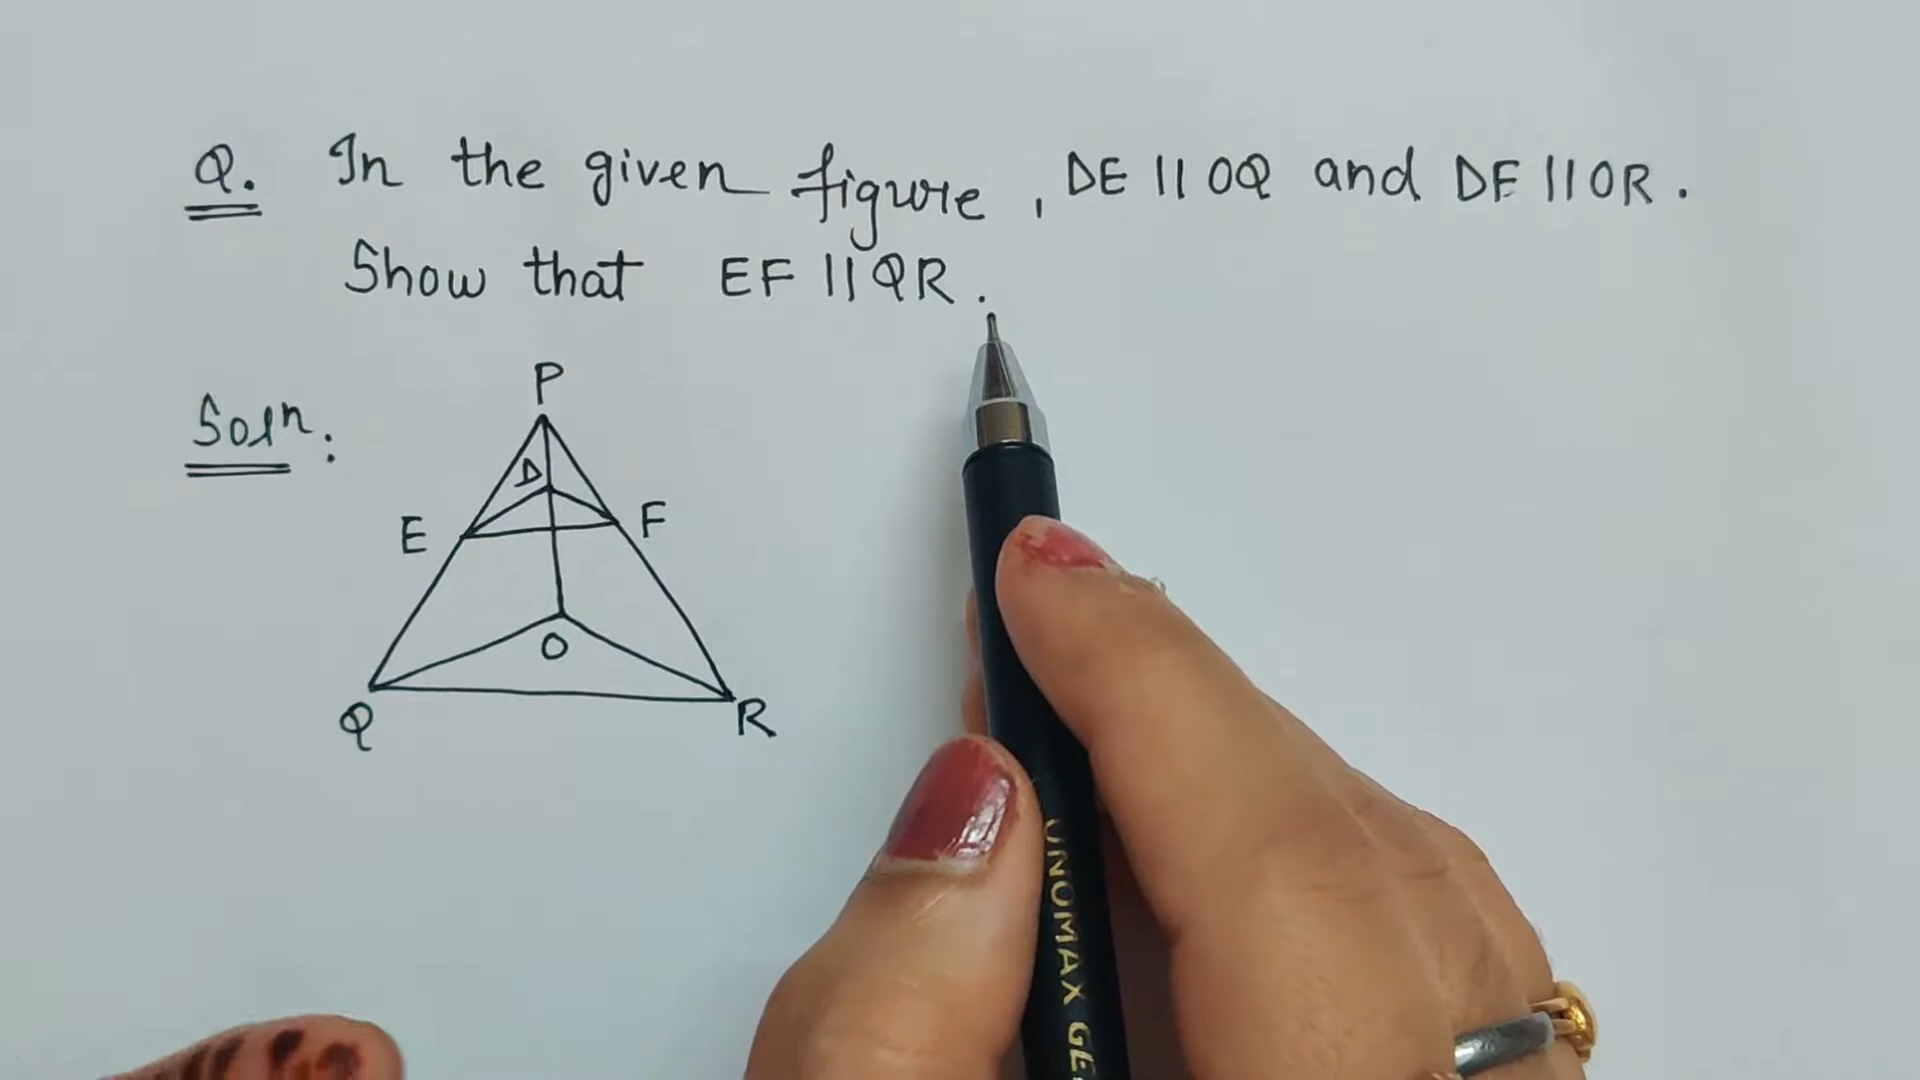 Q. In the given figure, DE || OQ and DF || OR.
Show that EF || QR.
Soln:
P
D
E
F
O
Q
R
UNOMAX GE